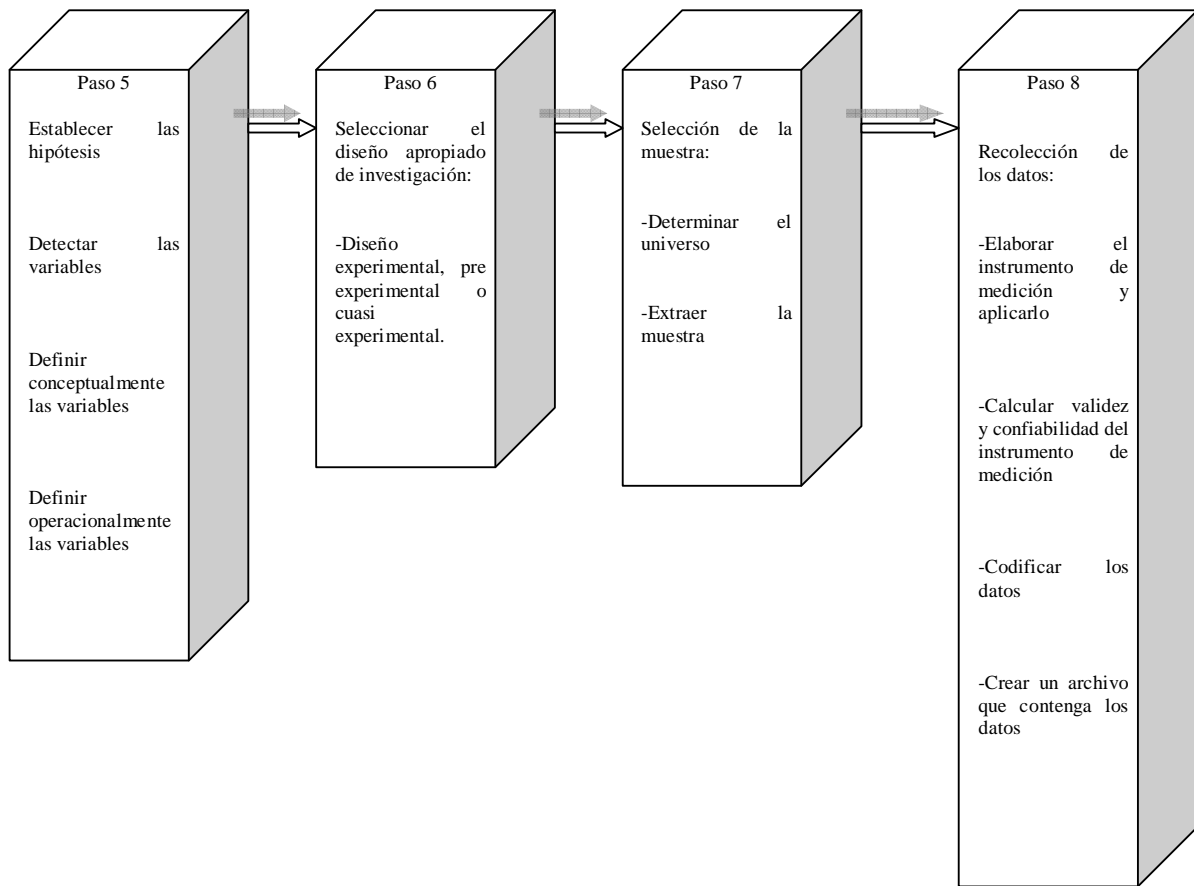 Paso 5
Establecer las
hipótesis
Detectar las
variables
Definir
conceptualmente
las variables
Definir
operacionalmente
las variables
Paso 6
Seleccionar el
diseño apropiado
de investigación:
-Diseño
experimental, pre
experimental o
cuasi
experimental.
Paso 7
Selección de la
muestra:
-Determinar el
universo
-Extraer la
muestra
Paso 8
Recolección de
los datos:
-Elaborar el
instrumento de
medición y
aplicarlo
-Calcular validez
y confiabilidad del
instrumento de
medición
-Codificar los
datos
-Crear un archivo
que contenga los
datos